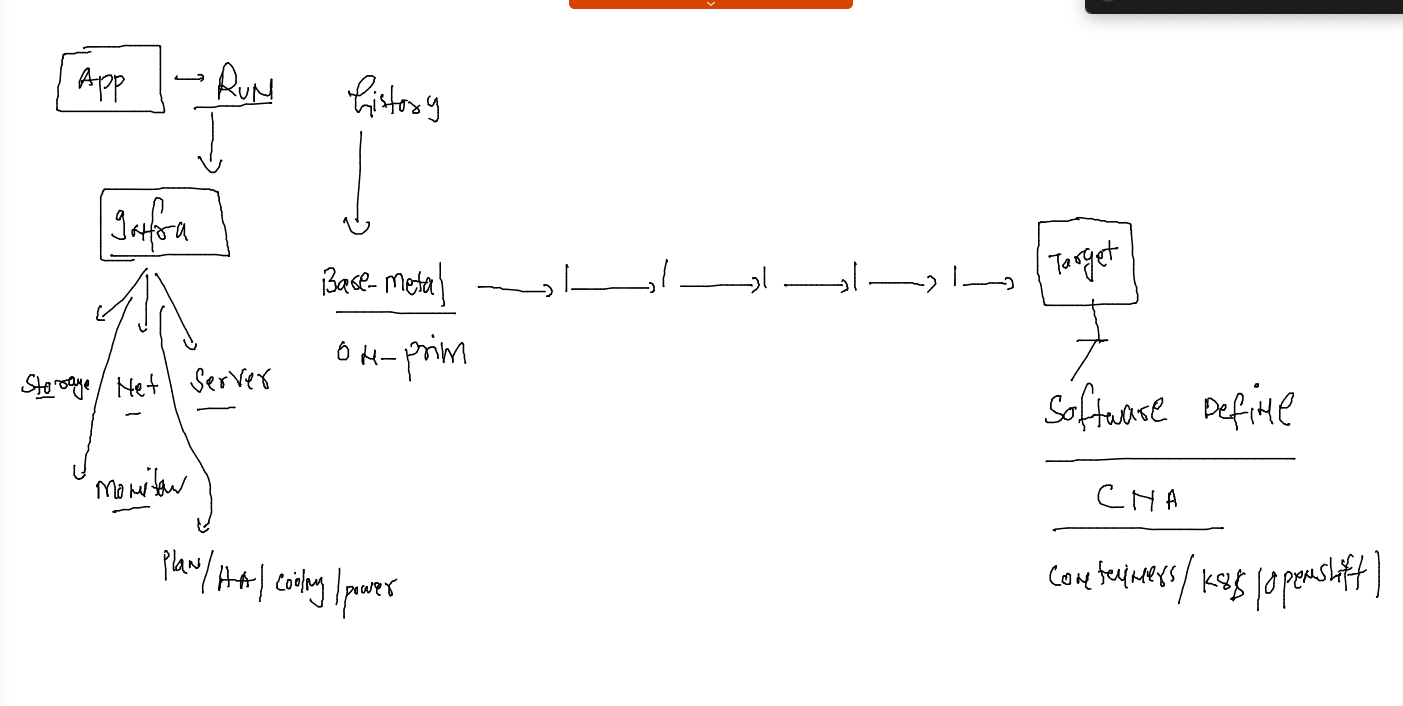 App → RUN
History
Infra
Base-metal
ON-prim
Storage Net Server
Monitor
Plan/HA/cooling/power
Target
Software Define
CNA
Containers/K8S/Openshift/